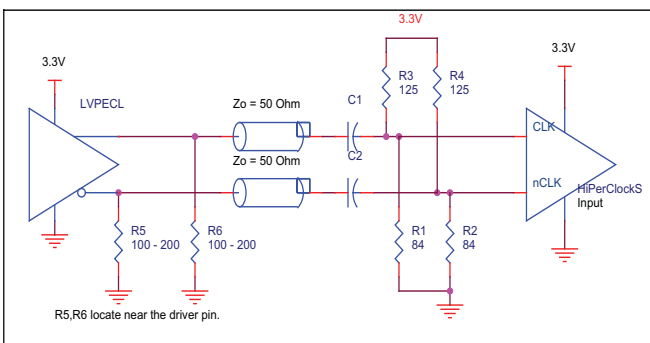 3.3V
3.3V
3.3V
LVPECL
R3
125
R4
125
Zo = 50 Ohm
C1
CLK
Zo = 50 Ohm
C2
nCLK
HiPerClockS
Input
R5
100 - 200
R6
100 - 200
R1
84
R2
84
R5,R6 locate near the driver pin.